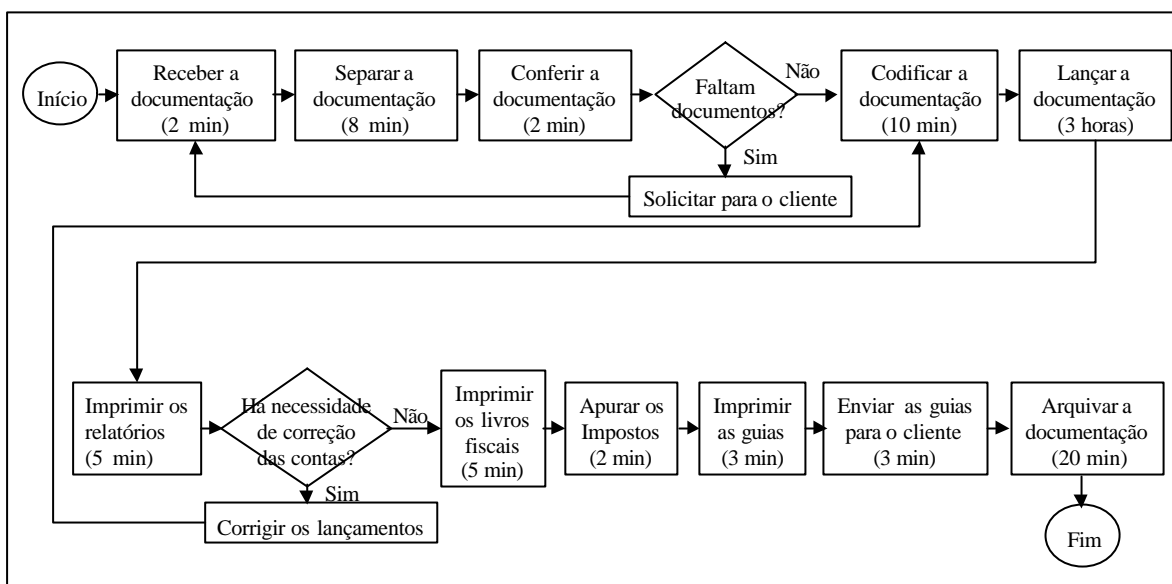 Início
Receber a
documentação
(2 min)
Separar a
documentação
(8 min)
Conferir a
documentação
(2 min)
Faltam
documentos?
Não
Codificar a
documentação
(10 min)
Lançar a
documentação
(3 horas)
Sim
Solicitar para o cliente
Imprimir os
relatórios
(5 min)
Ha necessidade
de correção
das contas?
Não
Imprimir
os livros
fiscais
(5 min)
Apurar os
Impostos
(2 min)
Imprimir
as guias
(3 min)
Enviar as guias
para o cliente
(3 min)
Arquivar a
documentação
(20 min)
Sim
Corrigir os lançamentos
Fim